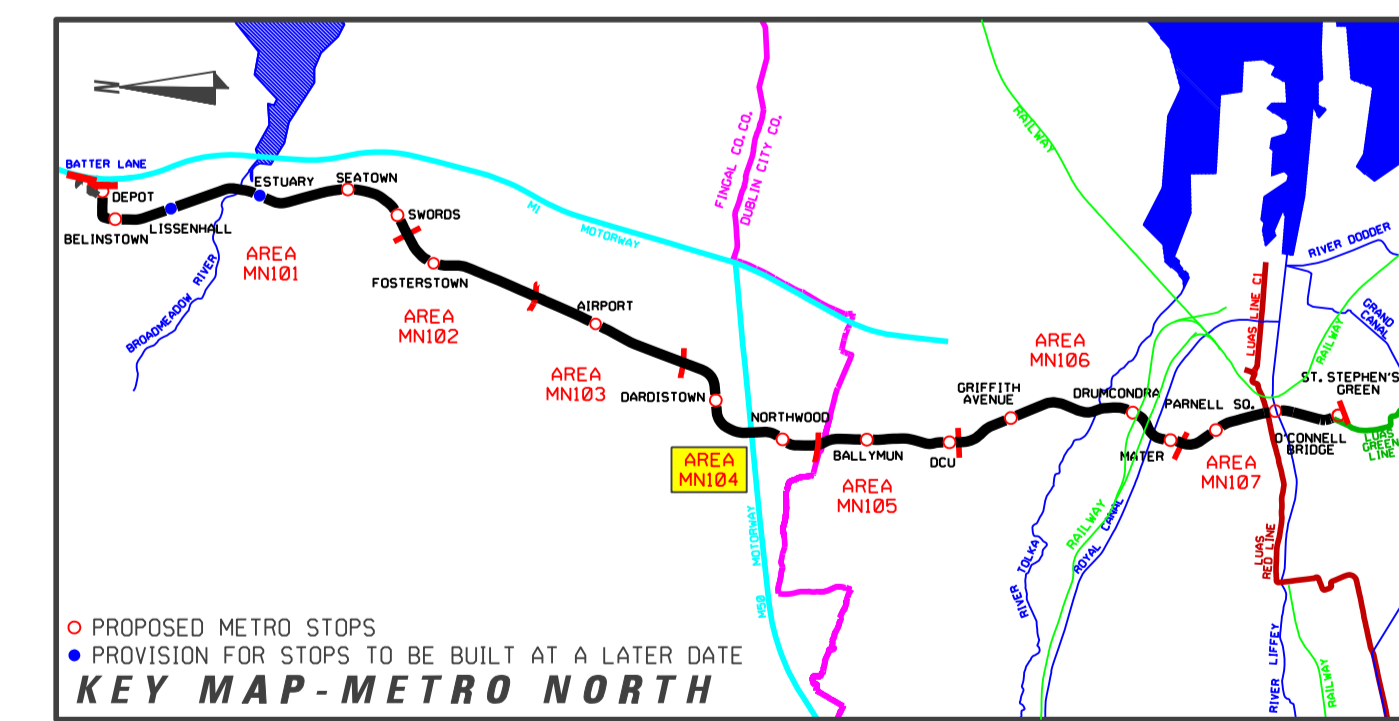 N
BATTER LANE
DEPOT
BELINSTOWN
LISSENHALL
ESTUARY
SEATOWN
SWORDS
BROADMEADOW RIVER
AREA
MN101
FOSTERSTOWN
AREA
MN102
AIRPORT
AREA
MN103
DARDISTOWN
M1
MOTORWAY
FINGAL CO. CO.
DUBLIN CITY CO.
NORTHWOOD
AREA
MN104
MOTORWAY
M50
BALLYMUN
AREA
MN105
DCU
GRIFFITH
AVENUE
AREA
MN106
DRUMCONDRA
MATER
PARNELL SQ.
AREA
MN107
O'CONNELL
BRIDGE
ST. STEPHEN'S
GREEN
LUAS
GREEN
LINE
RAILWAY
RAILWAY
ROYAL CANAL
RIVER TOLKA
LUAS LINE C1
RIVER DODDER
GRAND
CANAL
RAILWAY
LUAS
RED LINE
RIVER LIFFEY
RAILWAY
PROPOSED METRO STOPS
PROVISION FOR STOPS TO BE BUILT AT A LATER DATE
KEY MAP-METRO NORTH